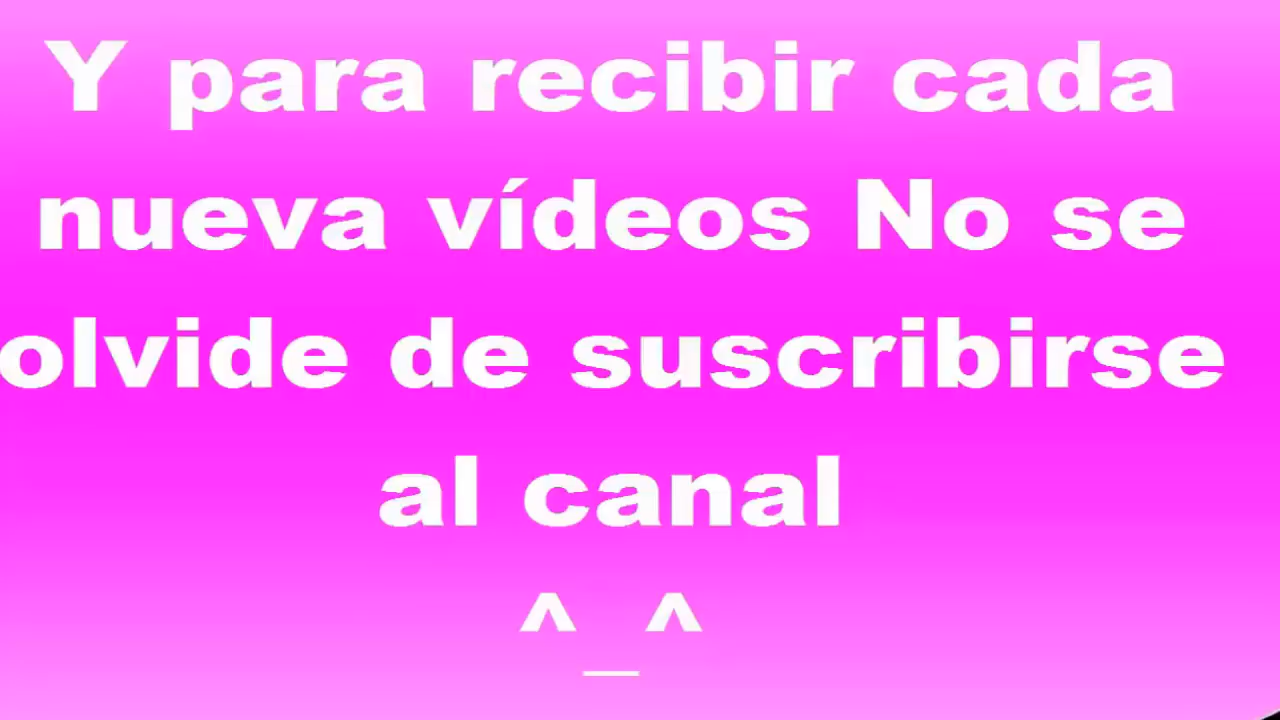 Y para recibir cada
nueva vídeos No se
olvide de suscribirse
al canal
^_^